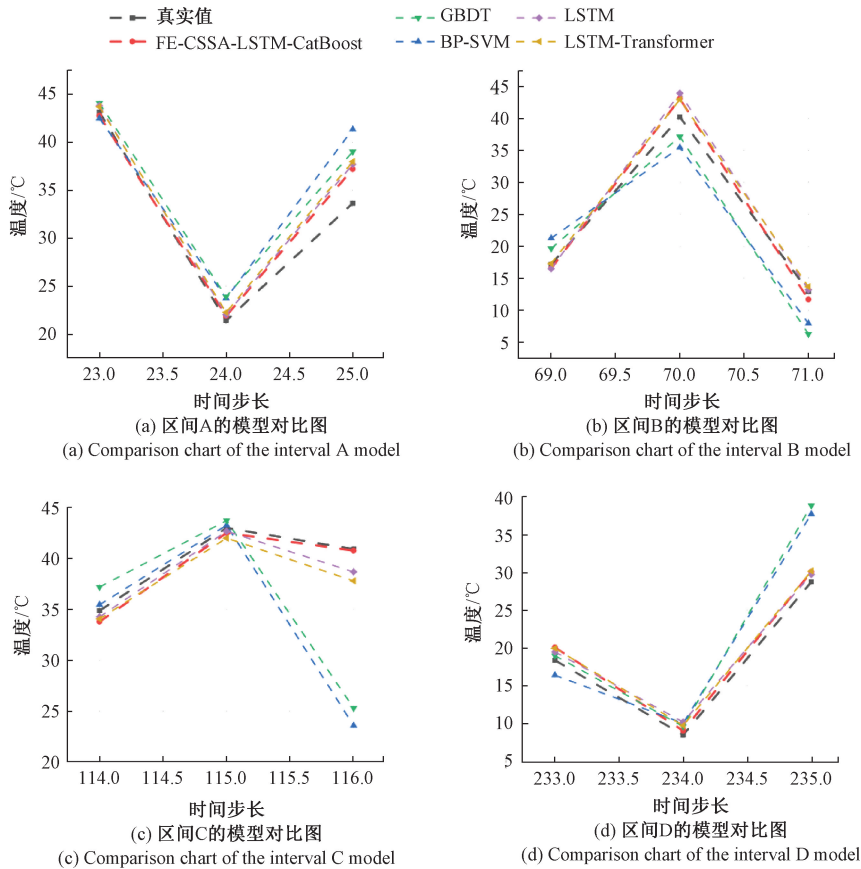 真实值 GBDT LSTM
FE-CSSA-LSTM-CatBoost BP-SVM LSTM-Transformer
45
40
35
30
25
20
温度/℃
23.0 23.5 24.0 24.5 25.0
时间步长
(a) 区间A的模型对比图
(a) Comparison chart of the interval A model
45
40
35
30
25
20
15
10
5
温度/℃
69.0 69.5 70.0 70.5 71.0
时间步长
(b) 区间B的模型对比图
(b) Comparison chart of the interval B model
45
40
35
30
25
20
温度/℃
114.0 114.5 115.0 115.5 116.0
时间步长
(c) 区间C的模型对比图
(c) Comparison chart of the interval C model
40
35
30
25
20
15
10
5
温度/℃
233.0 233.5 234.0 234.5 235.0
时间步长
(d) 区间D的模型对比图
(d) Comparison chart of the interval D model